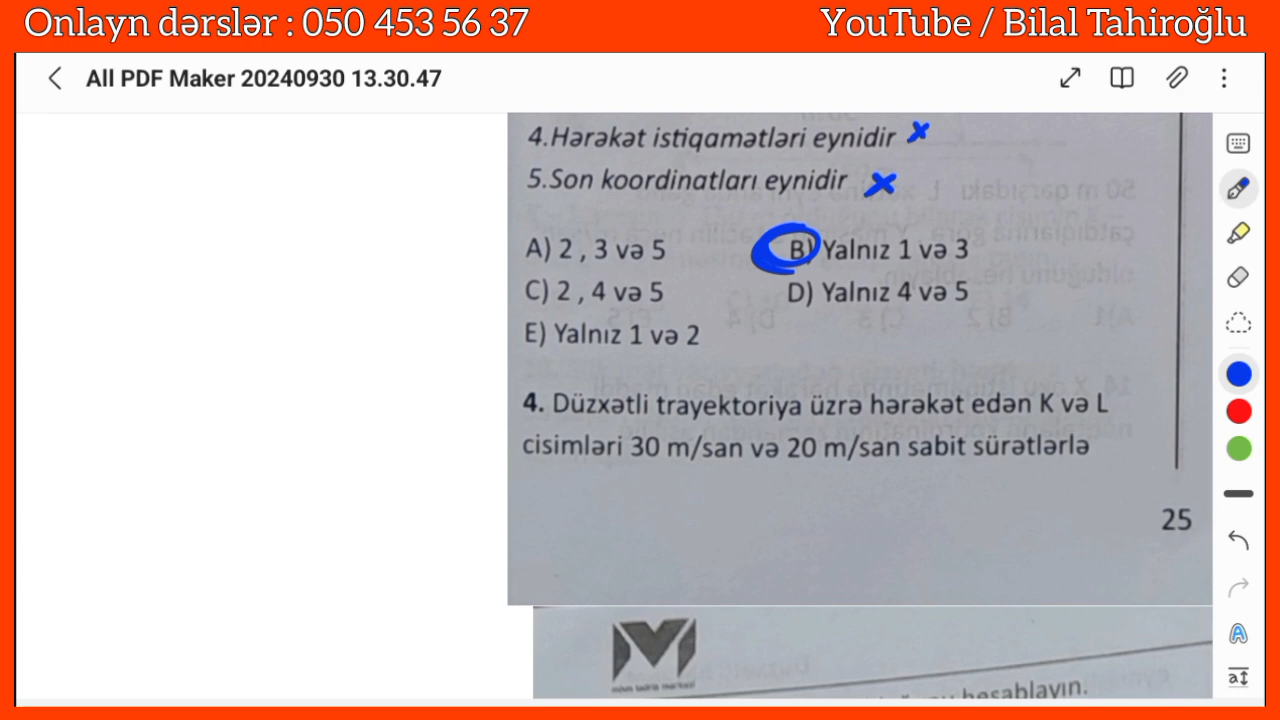 Onlayn dərslər : 050 453 56 37
YouTube / Bilal Tahiroğlu
All PDF Maker 20240930 13.30.47
4.Hərəkət istiqamətləri eynidir
5.Son koordinatları eynidir
A) 2 , 3 və 5
B) Yalnız 1 və 3
C) 2 , 4 və 5
D) Yalnız 4 və 5
E) Yalnız 1 və 2
4. Düzxətli trayektoriya üzrə hərəkət edən K və L
cisimləri 30 m/san və 20 m/san sabit sürətlərlə
25
hesablayın.